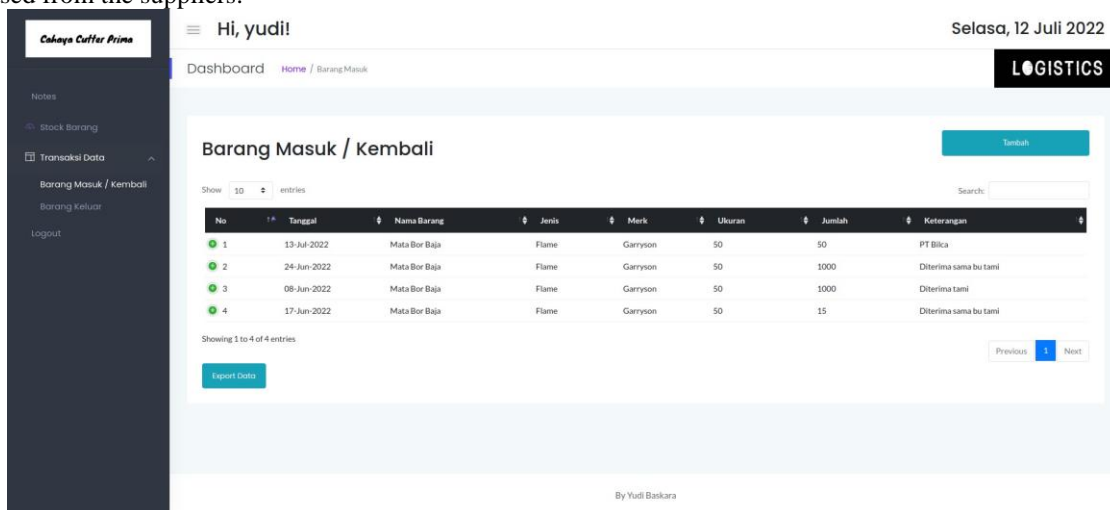 sed from the suppliers.
Cahaya Cutter Prima
Hi, yudi!
Selasa, 12 Juli 2022
Dashboard Home / Barang Masuk
LOGISTICS
Notes
Stock Barang
Transaksi Data
Barang Masuk / Kembali
Barang Keluar
Logout
Barang Masuk / Kembali
Tambah
Show 10 entries
Search:
No Tanggal Nama Barang Jenis Merk Ukuran Jumlah Keterangan
1 13-Jul-2022 Mata Bor Baja Flame Garryson 50 50 PT Bilca
2 24-Jun-2022 Mata Bor Baja Flame Garryson 50 1000 Diterima sama bu tami
3 08-Jun-2022 Mata Bor Baja Flame Garryson 50 1000 Diterima tami
4 17-Jun-2022 Mata Bor Baja Flame Garryson 50 15 Diterima sama bu tami
Showing 1 to 4 of 4 entries
Previous 1 Next
Export Data
By Yudi Baskara